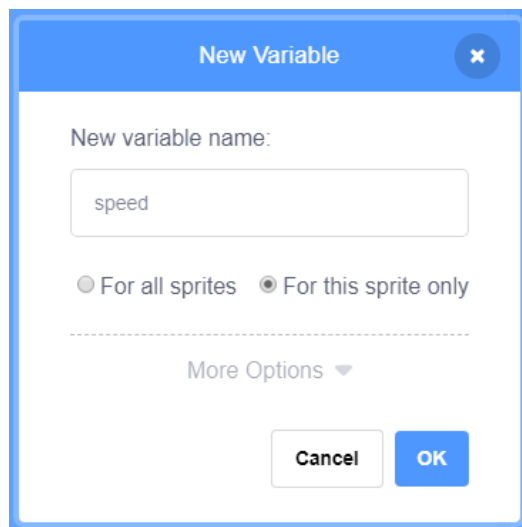 New Variable
New variable name:
speed
For all sprites For this sprite only
More Options
Cancel OK